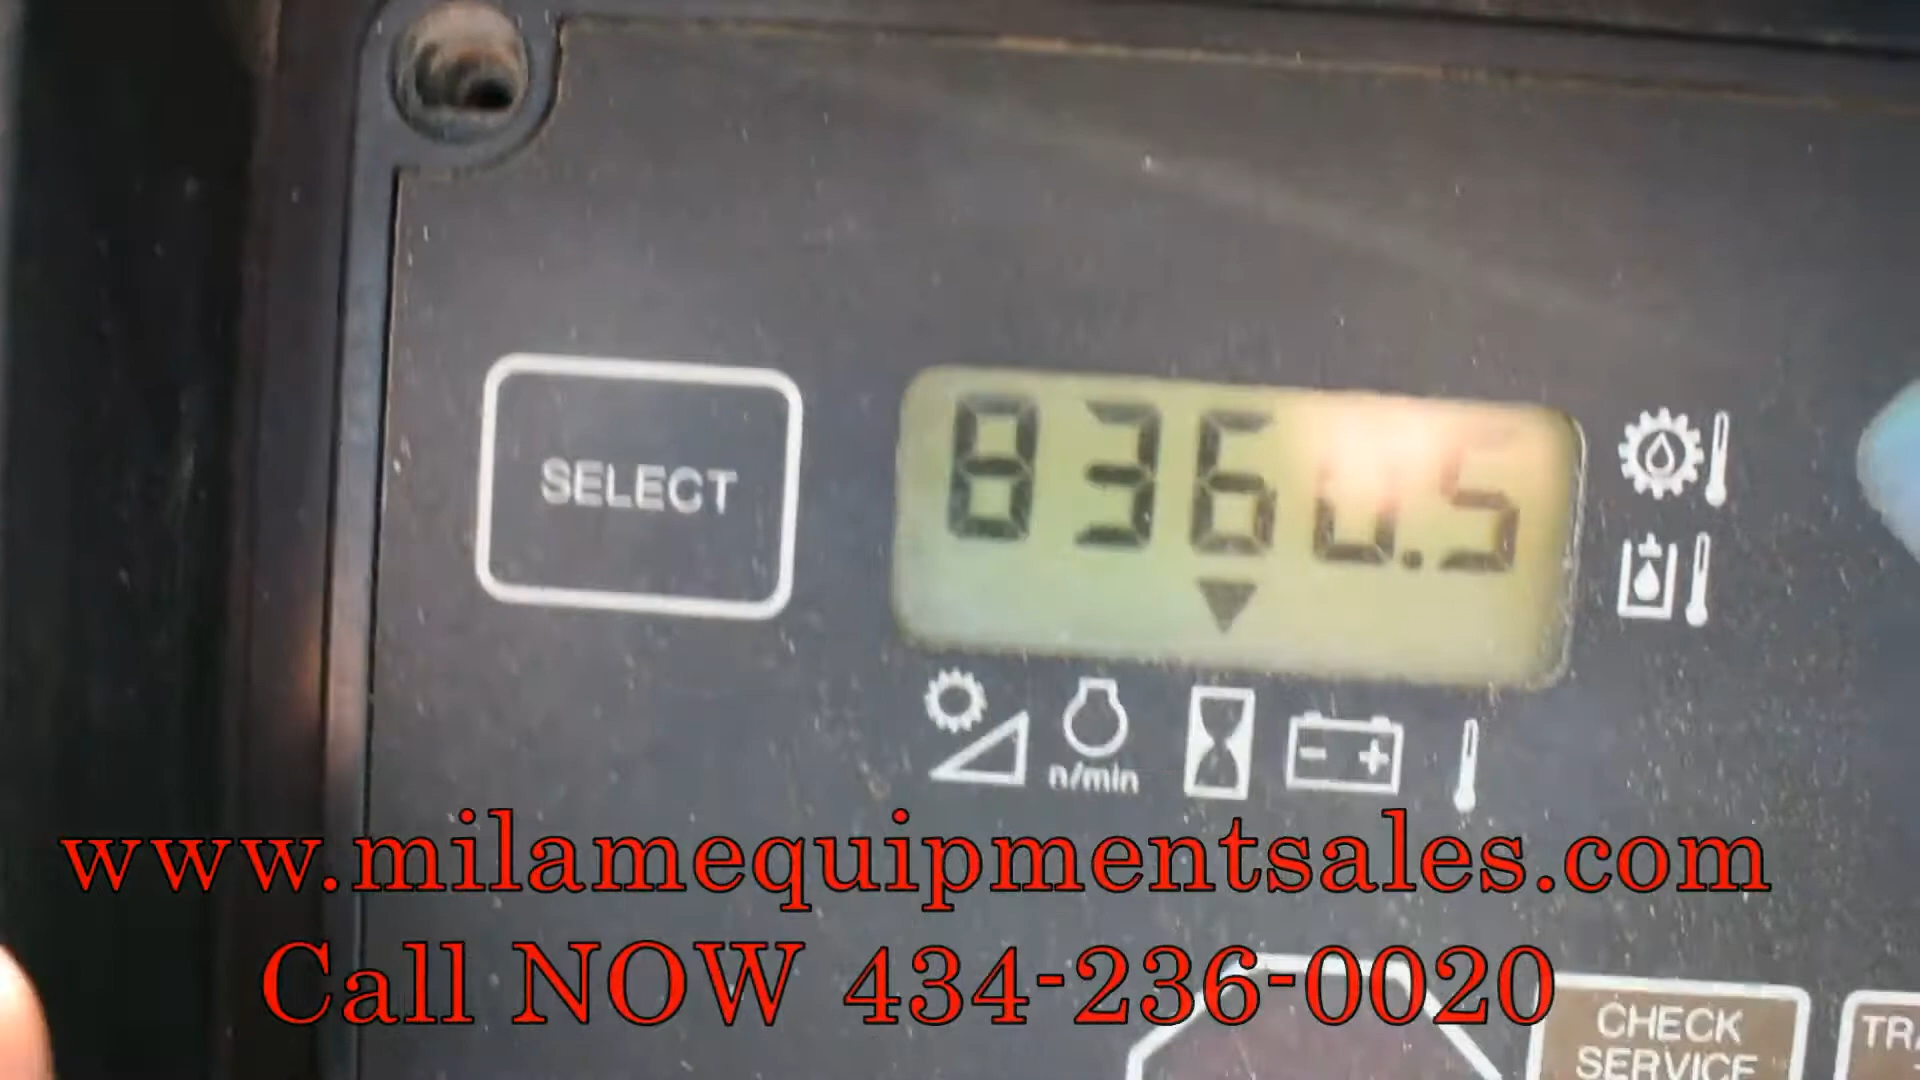 SELECT
8360.5
n/min
www.milamequipmentsales.com
Call NOW 434-236-0020
CHECK
SERVICE